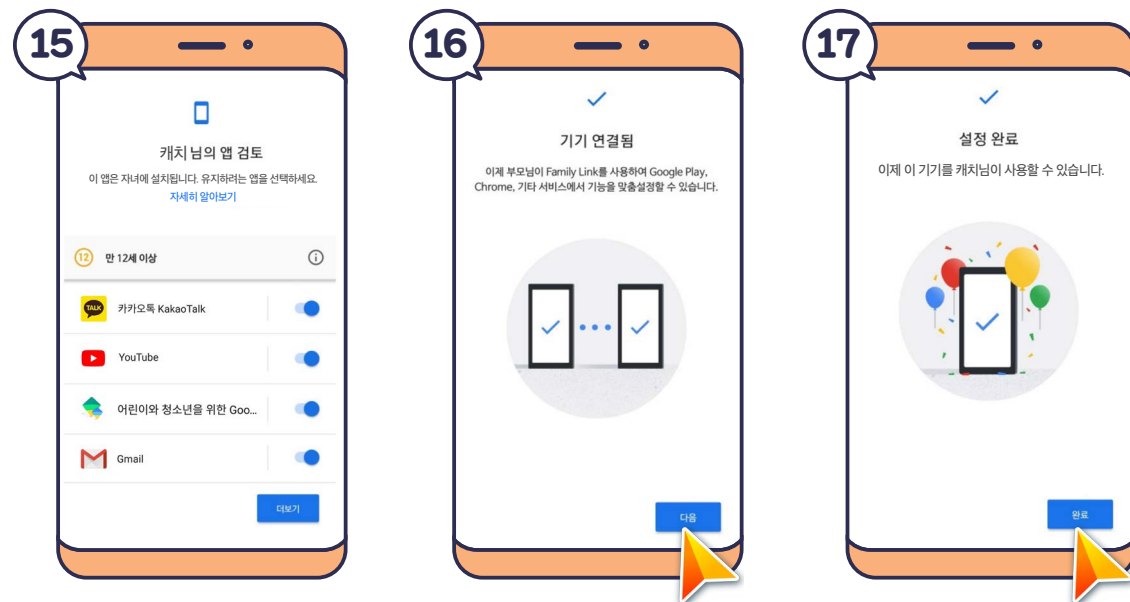 15
캐치 님의 앱 검토
이 앱은 자녀에 설치됩니다. 유지하려는 앱을 선택하세요.
자세히 알아보기
12 만 12세 이상
TALK 카카오톡 KakaoTalk
YouTube
어린이와 청소년을 위한 Goo...
Gmail
더보기
16
기기 연결됨
이제 부모님이 Family Link를 사용하여 Google Play,
Chrome, 기타 서비스에서 기능을 맞춤설정할 수 있습니다.
다음
17
설정 완료
이제 이 기기를 캐치님이 사용할 수 있습니다.
완료